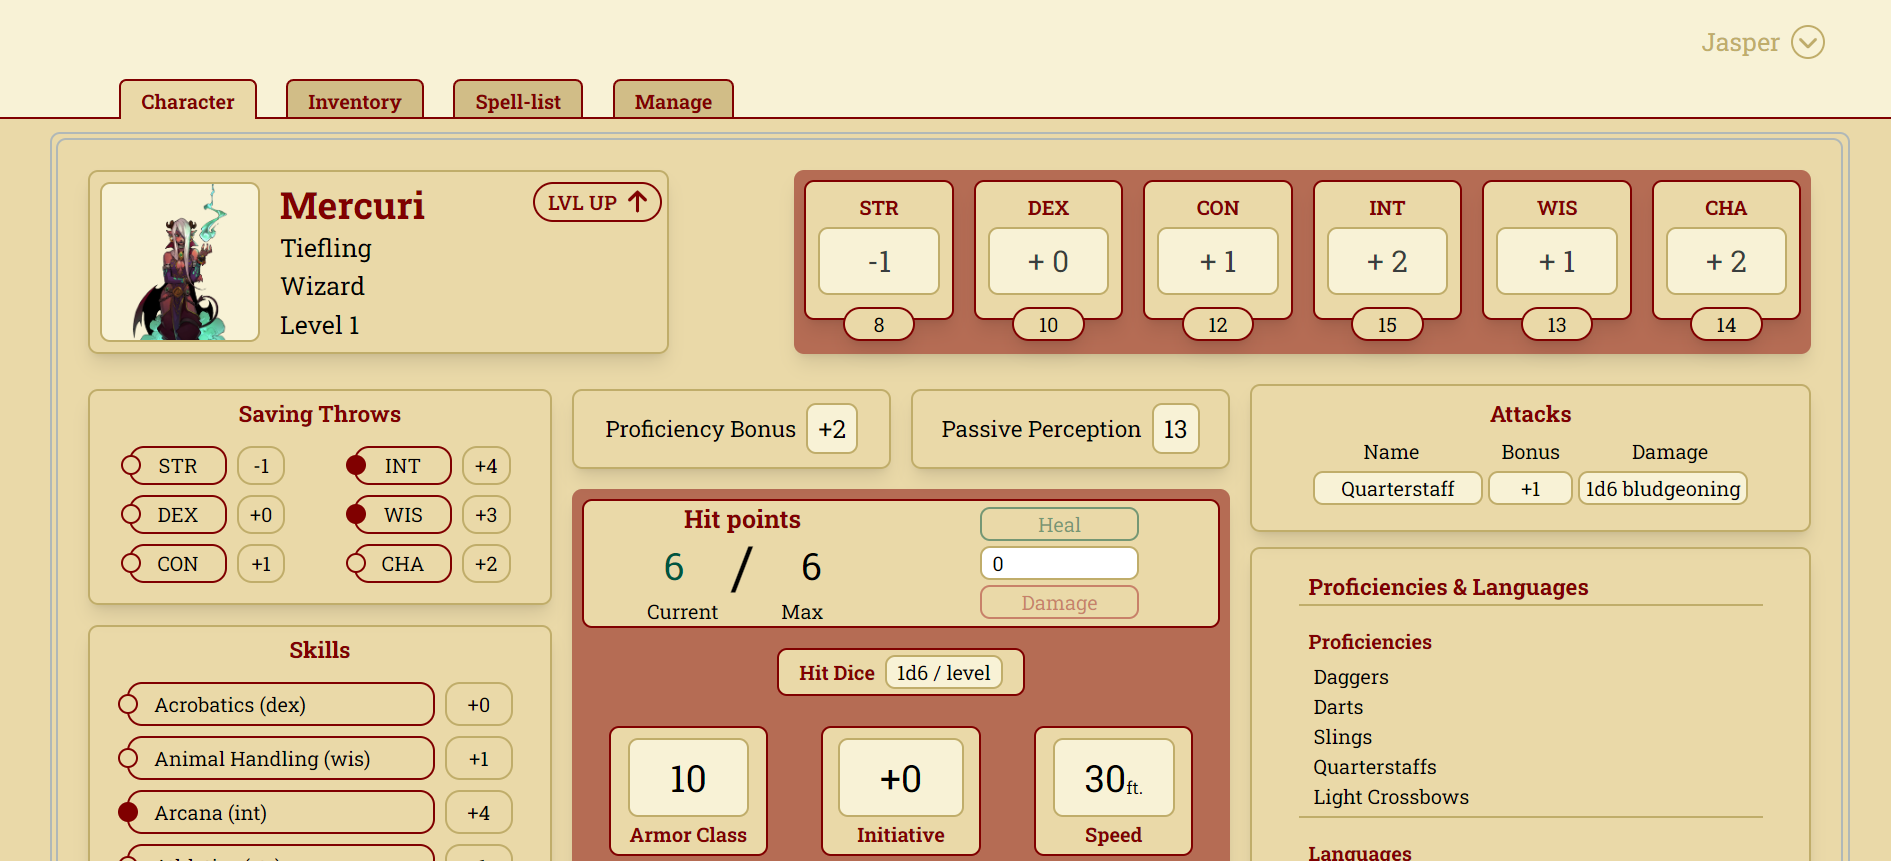 Jasper
Character
Inventory
Spell-list
Manage
Mercuri
LVL UP
Tiefling
Wizard
Level 1
STR
DEX
CON
INT
WIS
CHA
-1
+ 0
+ 1
+ 2
+ 1
+ 2
8
10
12
15
13
14
Saving Throws
STR -1
INT +4
DEX +0
WIS +3
CON +1
CHA +2
Skills
Acrobatics (dex) +0
Animal Handling (wis) +1
Arcana (int) +4
Proficiency Bonus +2
Passive Perception 13
Hit points
6 / 6
Current Max
Heal
0
Damage
Hit Dice 1d6 / level
10
Armor Class
+0
Initiative
30ft.
Speed
Attacks
Name Bonus Damage
Quarterstaff +1 1d6 bludgeoning
Proficiencies & Languages
Proficiencies
Daggers
Darts
Slings
Quarterstaffs
Light Crossbows
Languages